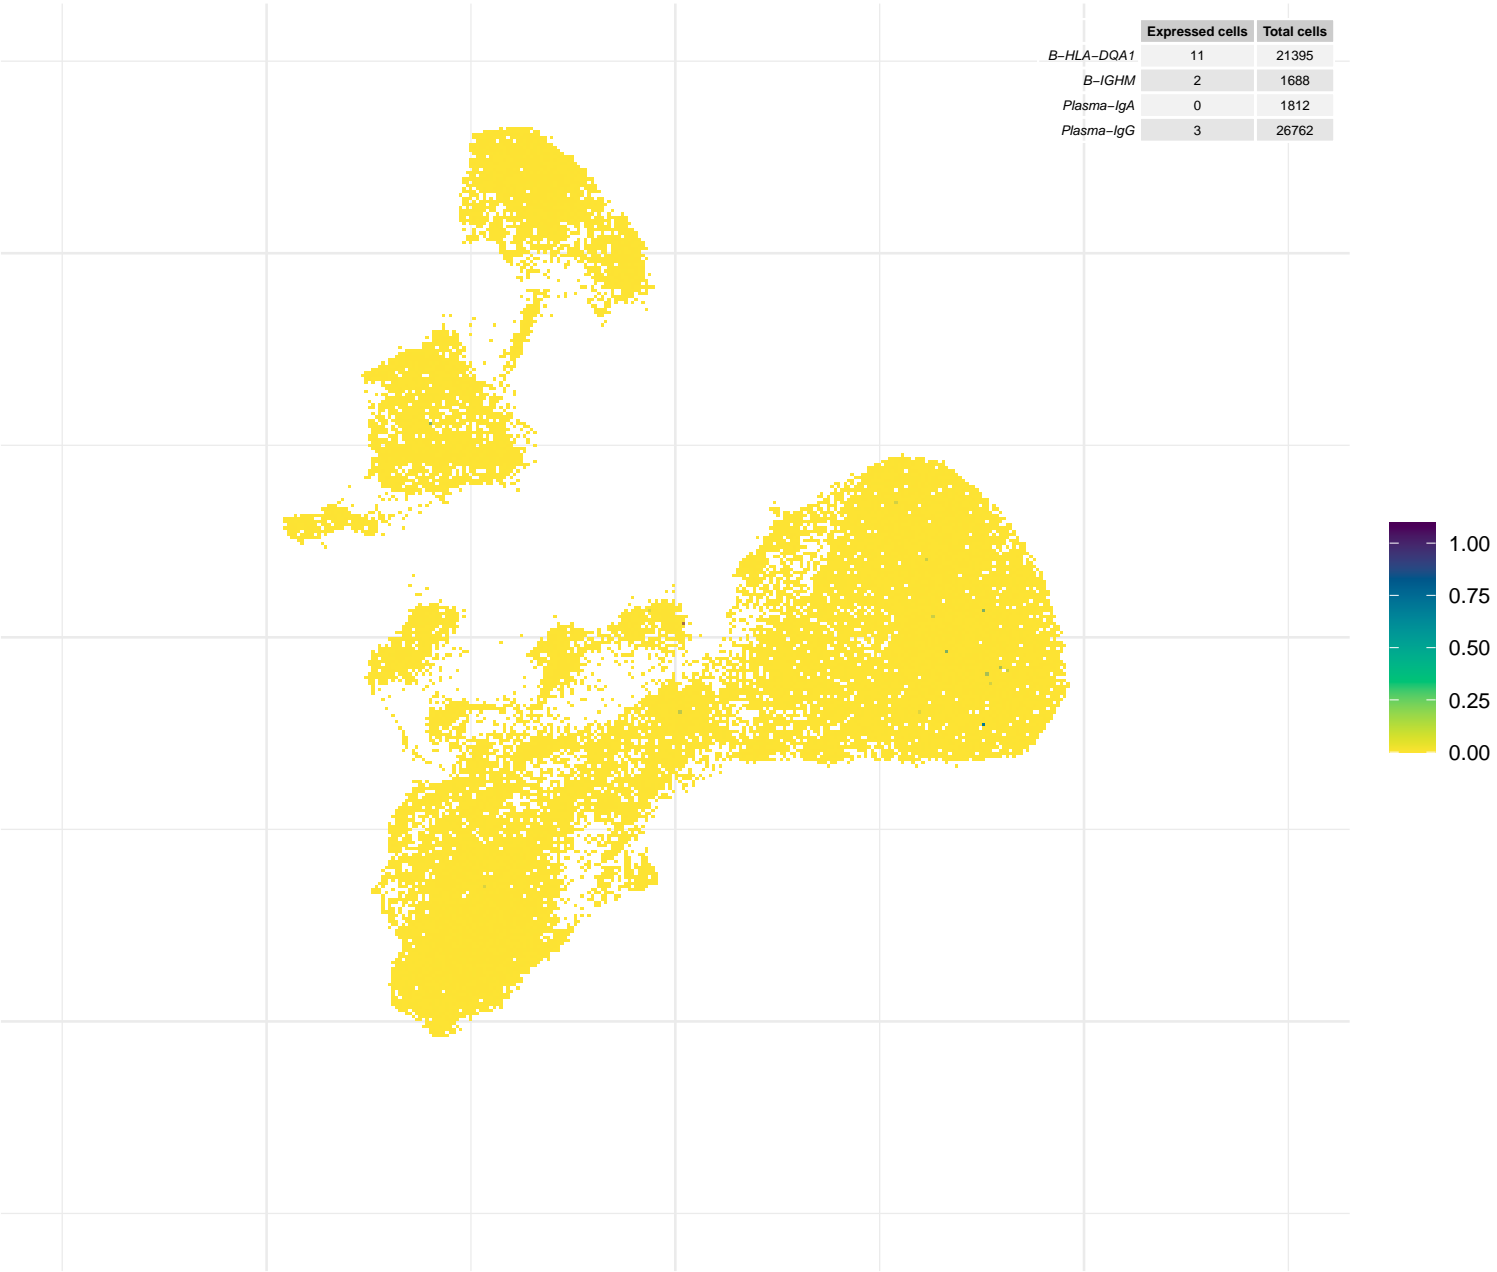 Expressed cells Total cells
B−HLA−DQA1 11 21395
B−IGHM 2 1688
Plasma−IgA 0 1812
Plasma−IgG 3 26762
1.00
0.75
0.50
0.25
0.00